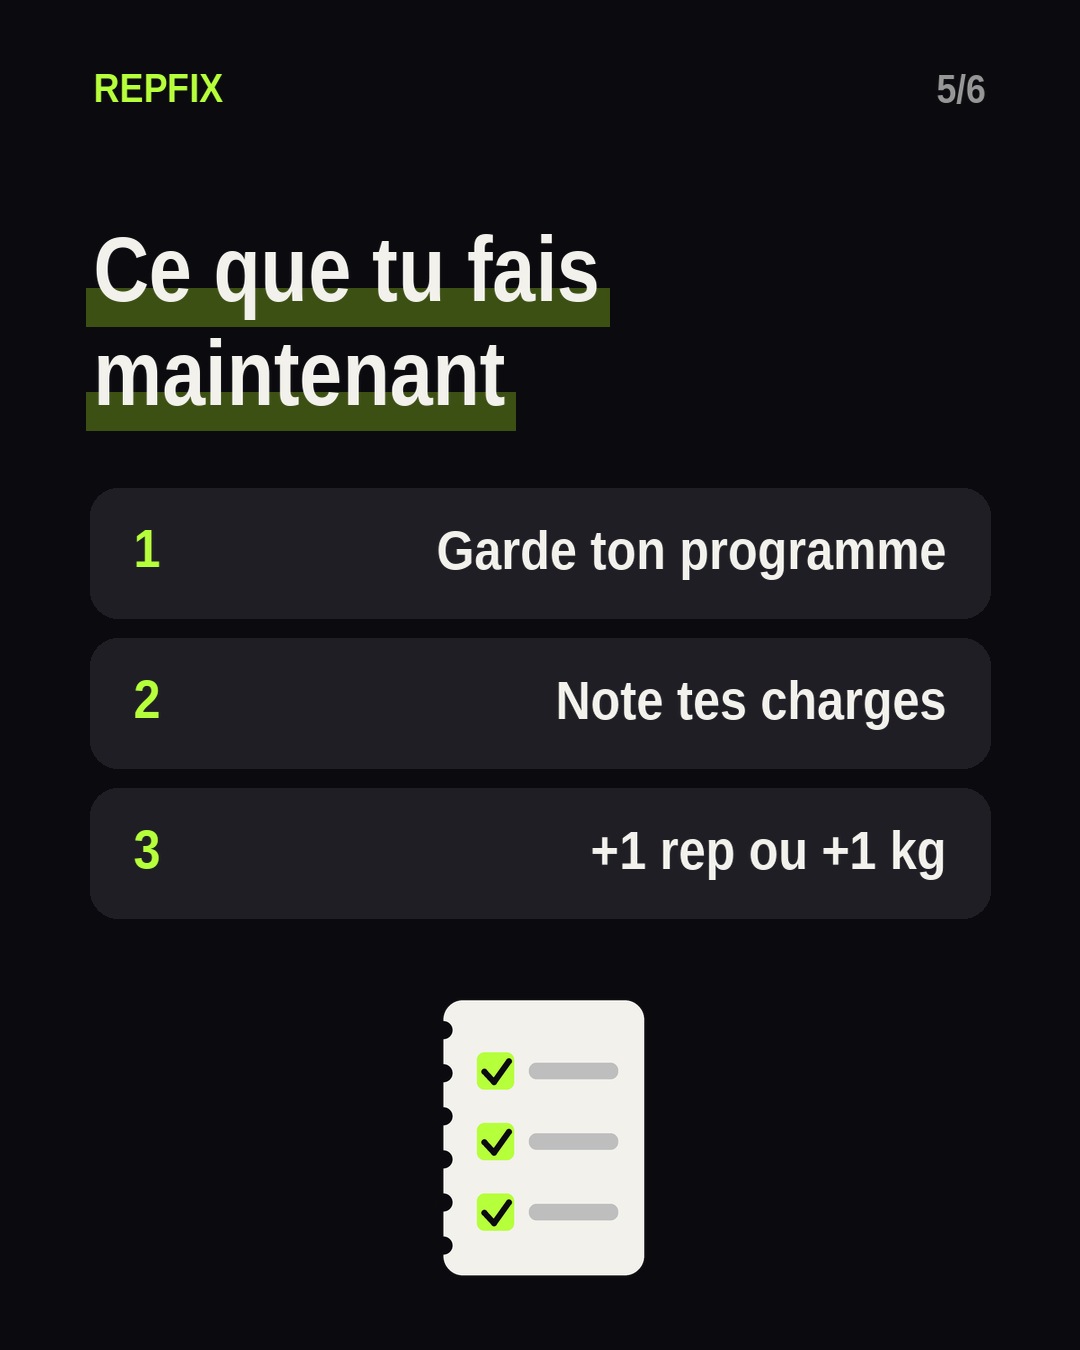 REPFIX
5/6
Ce que tu fais
maintenant
1 Garde ton programme
2 Note tes charges
3 +1 rep ou +1 kg